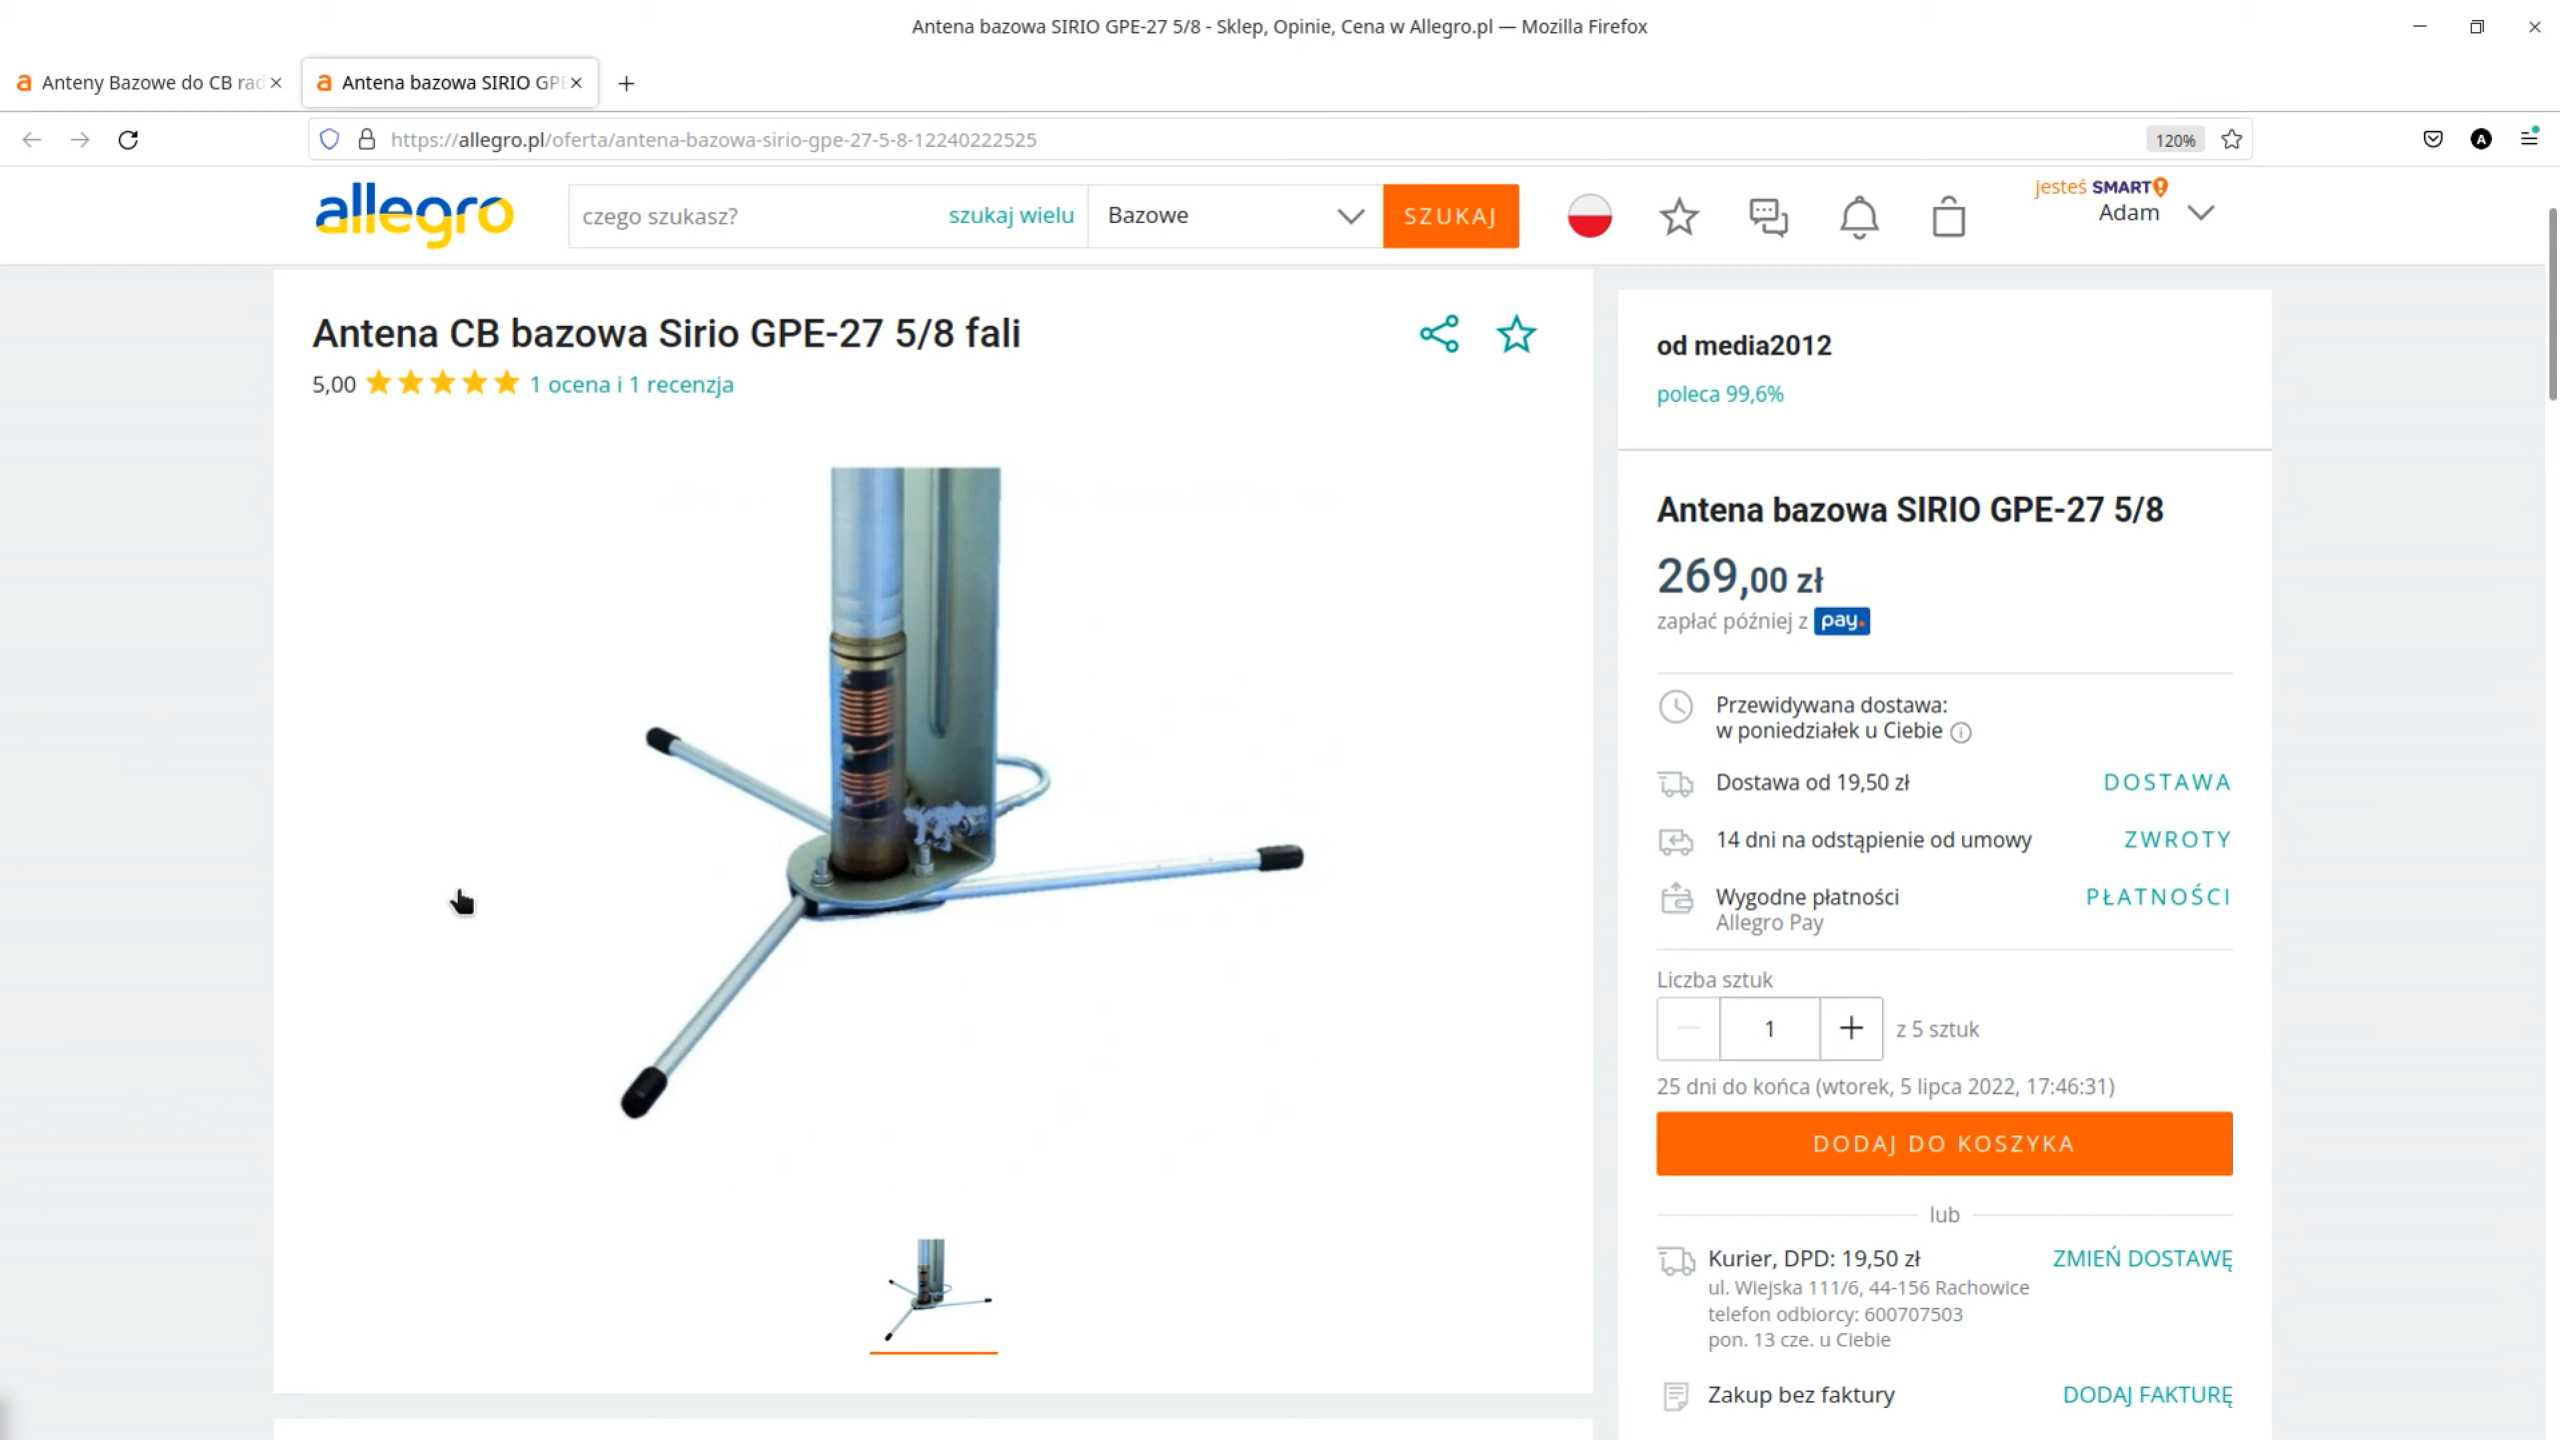 Antena bazowa SIRIO GPE-27 5/8 - Sklep, Opinie, Cena w Allegro.pl — Mozilla Firefox
Anteny Bazowe do CB rad
Antena bazowa SIRIO GPE
https://allegro.pl/oferta/antena-bazowa-sirio-gpe-27-5-8-12240222525
120%
A
allegro
czego szukasz?
szukaj wielu
Bazowe
SZUKAJ
jesteś SMART!
Adam
Antena CB bazowa Sirio GPE-27 5/8 fali
5,00
1 ocena i 1 recenzja
od media2012
poleca 99,6%
Antena bazowa SIRIO GPE-27 5/8
269,00 zł
zapłać później z pay
Przewidywana dostawa:
w poniedziałek u Ciebie
Dostawa od 19,50 zł
DOSTAWA
14 dni na odstąpienie od umowy
ZWROTY
Wygodne płatności
PŁATNOŚCI
Allegro Pay
Liczba sztuk
1
z 5 sztuk
25 dni do końca (wtorek, 5 lipca 2022, 17:46:31)
DODAJ DO KOSZYKA
lub
Kurier, DPD: 19,50 zł
ZMIEŃ DOSTAWĘ
ul. Wiejska 111/6, 44-156 Rachowice
telefon odbiorcy: 600707503
pon. 13 cze. u Ciebie
Zakup bez faktury
DODAJ FAKTURĘ